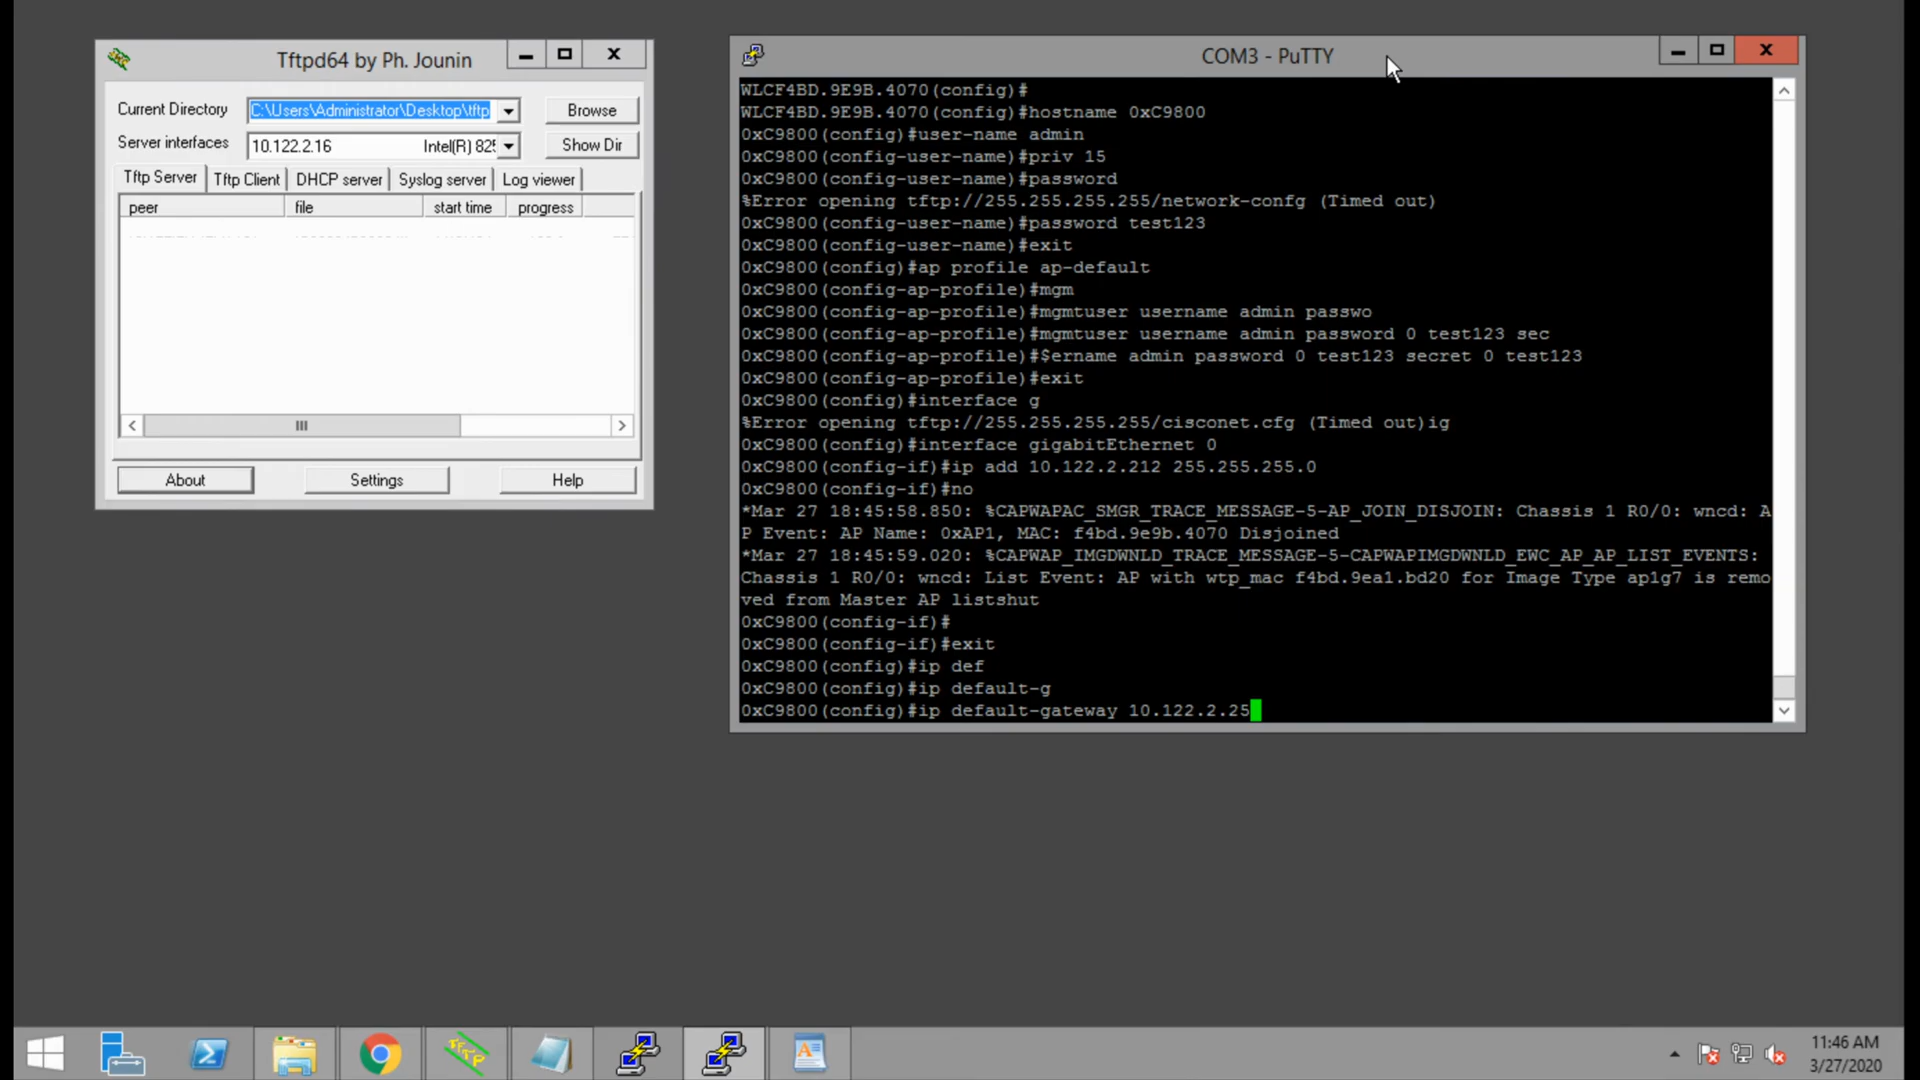 Tftpd64 by Ph. Jounin
Current Directory C:\Users\Administrator\Desktop\tftp Browse
Server interfaces 10.122.2.16 Intel(R) 825 Show Dir
Tftp Server Tftp Client DHCP server Syslog server Log viewer
peer file start time progress
About Settings Help
COM3 - PuTTY
WLCF4BD.9E9B.4070(config)#
WLCF4BD.9E9B.4070(config)#hostname 0xC9800
0xC9800(config)#user-name admin
0xC9800(config-user-name)#priv 15
0xC9800(config-user-name)#password
%Error opening tftp://255.255.255.255/network-confg (Timed out)
0xC9800(config-user-name)#password test123
0xC9800(config-user-name)#exit
0xC9800(config)#ap profile ap-default
0xC9800(config-ap-profile)#mgm
0xC9800(config-ap-profile)#mgmtuser username admin passwo
0xC9800(config-ap-profile)#mgmtuser username admin password 0 test123 sec
0xC9800(config-ap-profile)#$ername admin password 0 test123 secret 0 test123
0xC9800(config-ap-profile)#exit
0xC9800(config)#interface g
%Error opening tftp://255.255.255.255/cisconet.cfg (Timed out)ig
0xC9800(config)#interface gigabitEthernet 0
0xC9800(config-if)#ip add 10.122.2.212 255.255.255.0
0xC9800(config-if)#no
*Mar 27 18:45:58.850: %CAPWAPAC_SMGR_TRACE_MESSAGE-5-AP_JOIN_DISJOIN: Chassis 1 R0/0: wncd: A
P Event: AP Name: 0xAP1, MAC: f4bd.9e9b.4070 Disjoined
*Mar 27 18:45:59.020: %CAPWAP_IMGDWNLD_TRACE_MESSAGE-5-CAPWAPIMGDWNLD_EWC_AP_AP_LIST_EVENTS:
Chassis 1 R0/0: wncd: List Event: AP with wtp_mac f4bd.9ea1.bd20 for Image Type ap1g7 is remo
ved from Master AP listshut
0xC9800(config-if)#
0xC9800(config-if)#exit
0xC9800(config)#ip def
0xC9800(config)#ip default-g
0xC9800(config)#ip default-gateway 10.122.2.25
11:46 AM
3/27/2020